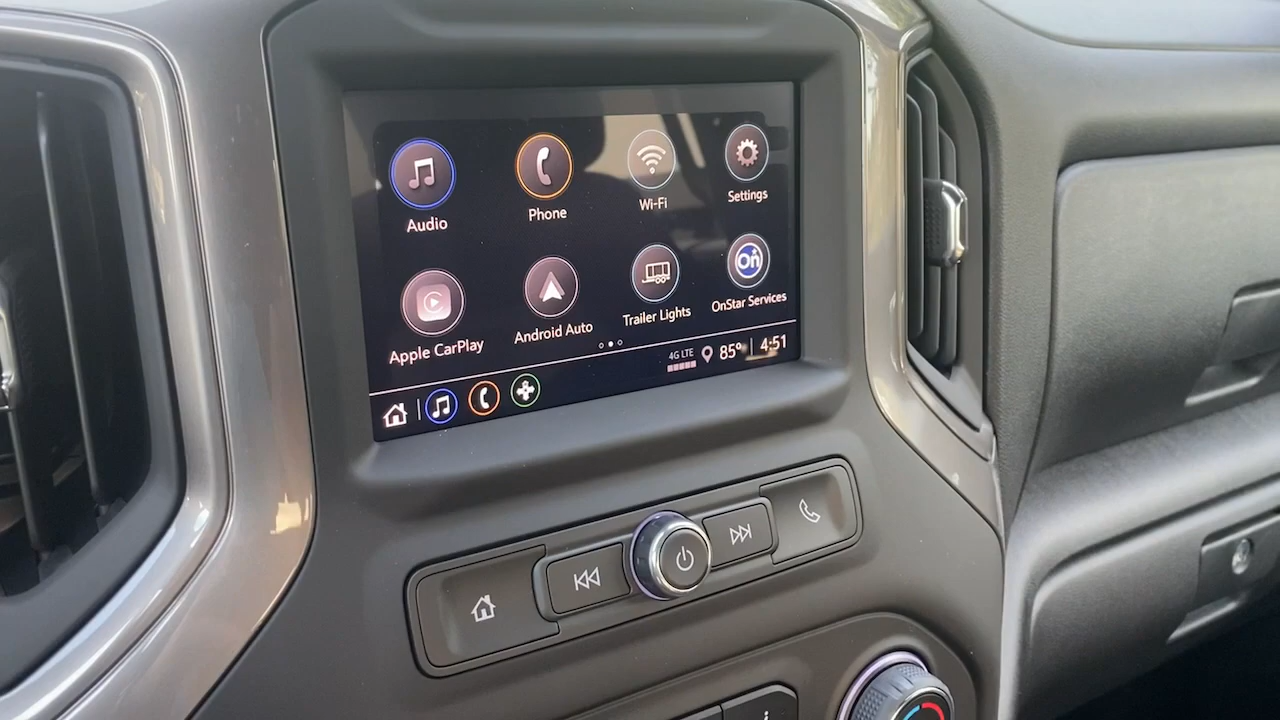 Audio
Phone
Wi-Fi
Settings
Apple CarPlay
Android Auto
Trailer Lights
On
OnStar Services
4G LTE
85° 4:51